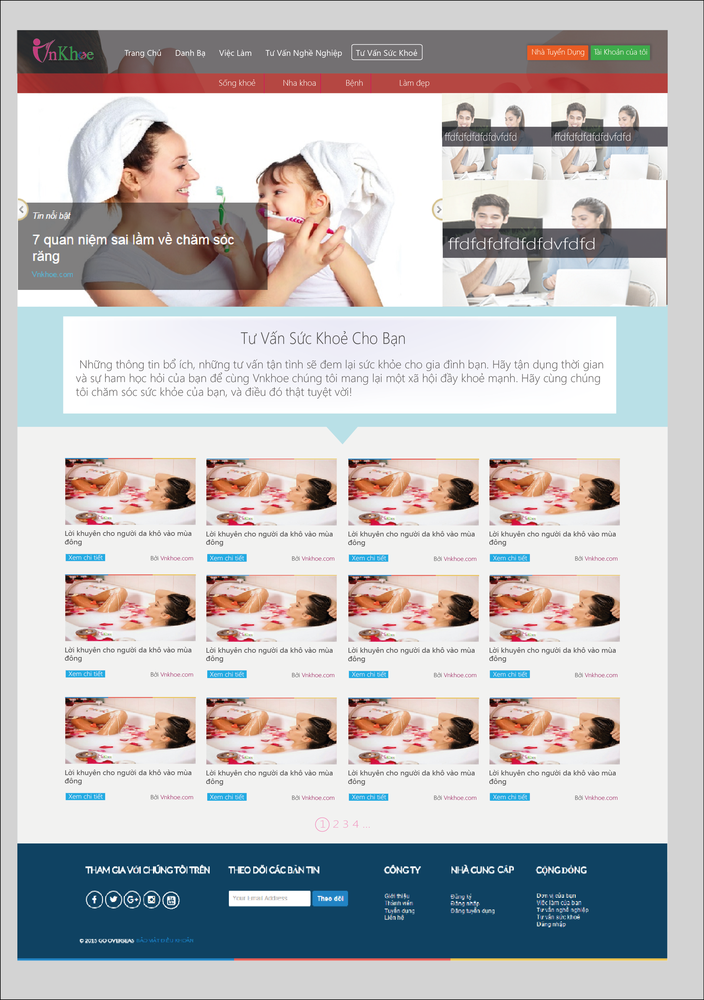 VnKhoe
Trang Chủ Danh Bạ Việc Làm Tư Vấn Nghề Nghiệp Tư Vấn Sức Khoẻ
Nhà Tuyển Dụng Tài Khoản của tôi
Sống khoẻ Nha khoa Bệnh Làm đẹp
ffdfdfdfdfdfdvfdfd ffdfdfdfdfdfdvfdfd
Tin nổi bật
7 quan niệm sai lầm về chăm sóc
răng
Vnkhoe.com
ffdfdfdfdfdfdvfdfd
Tư Vấn Sức Khoẻ Cho Bạn
Những thông tin bổ ích, những tư vấn tận tình sẽ đem lại sức khỏe cho gia đình bạn. Hãy tận dụng thời gian
và sự ham học hỏi của bạn để cùng Vnkhoe chúng tôi mang lại một xã hội đầy khoẻ mạnh. Hãy cùng chúng
tôi chăm sóc sức khỏe của bạn, và điều đó thật tuyệt vời!
Lời khuyên cho người da khô vào mùa
đông
Xem chi tiết Bởi Vnkhoe.com
Lời khuyên cho người da khô vào mùa
đông
Xem chi tiết Bởi Vnkhoe.com
Lời khuyên cho người da khô vào mùa
đông
Xem chi tiết Bởi Vnkhoe.com
Lời khuyên cho người da khô vào mùa
đông
Xem chi tiết Bởi Vnkhoe.com
Lời khuyên cho người da khô vào mùa
đông
Xem chi tiết Bởi Vnkhoe.com
Lời khuyên cho người da khô vào mùa
đông
Xem chi tiết Bởi Vnkhoe.com
Lời khuyên cho người da khô vào mùa
đông
Xem chi tiết Bởi Vnkhoe.com
Lời khuyên cho người da khô vào mùa
đông
Xem chi tiết Bởi Vnkhoe.com
Lời khuyên cho người da khô vào mùa
đông
Xem chi tiết Bởi Vnkhoe.com
Lời khuyên cho người da khô vào mùa
đông
Xem chi tiết Bởi Vnkhoe.com
Lời khuyên cho người da khô vào mùa
đông
Xem chi tiết Bởi Vnkhoe.com
Lời khuyên cho người da khô vào mùa
đông
Xem chi tiết Bởi Vnkhoe.com
1 2 3 4 ...
THAM GIA VỚI CHÚNG TÔI TRÊN
THEO DÕI CÁC BẢN TIN
Your Email Address Theo dõi
CÔNG TY
Giới thiệu
Thành viên
Tuyển dụng
Liên hệ
NHÀ CUNG CẤP
Đăng ký
Đăng nhập
Đăng tuyển dụng
CỘNG ĐỒNG
Đơn vị của bạn
Việc làm của bạn
Tư vấn nghề nghiệp
Tư vấn sức khoẻ
Đăng nhập
© 2015 GO OVERSEAS BẢO MẬT ĐIỀU KHOẢN